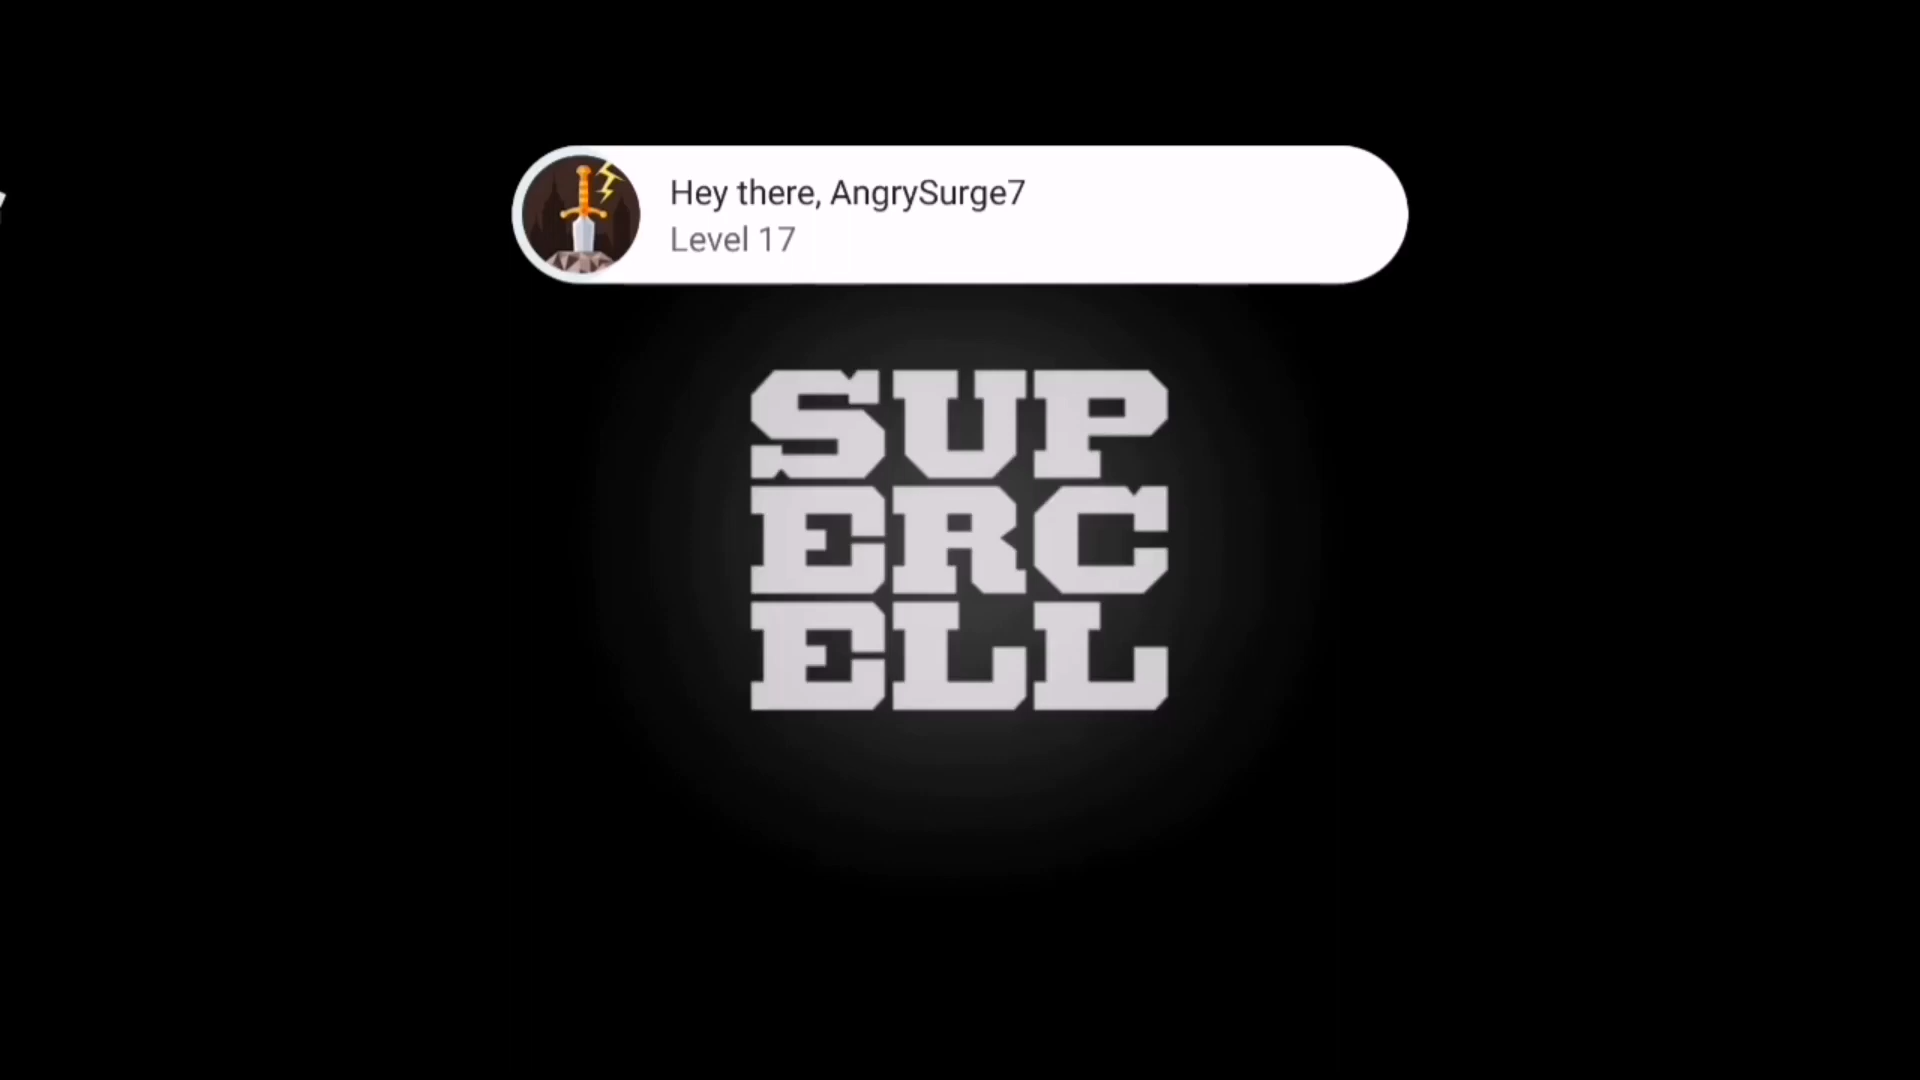 Hey there, AngrySurge7
Level 17
SUP
ERC
ELL